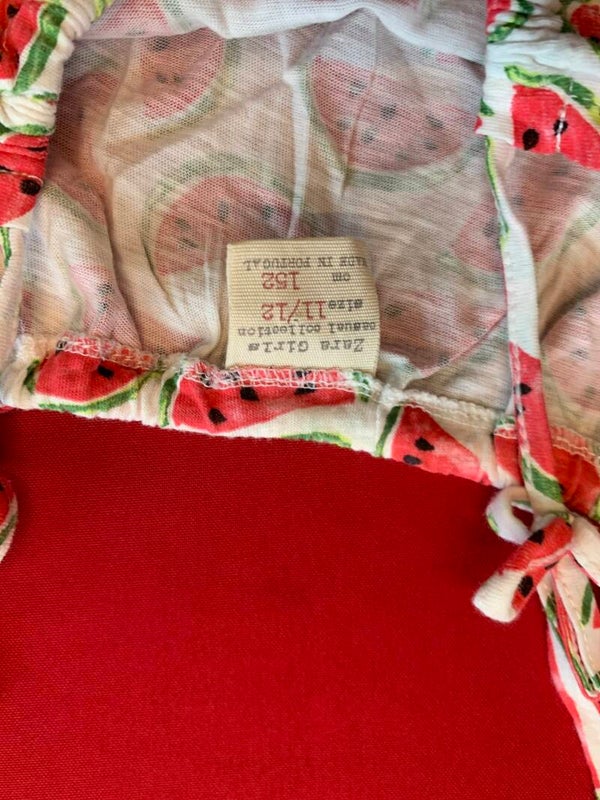 Zara Girls
casual collection
size 11/12
cm 152
MADE IN PORTUGAL